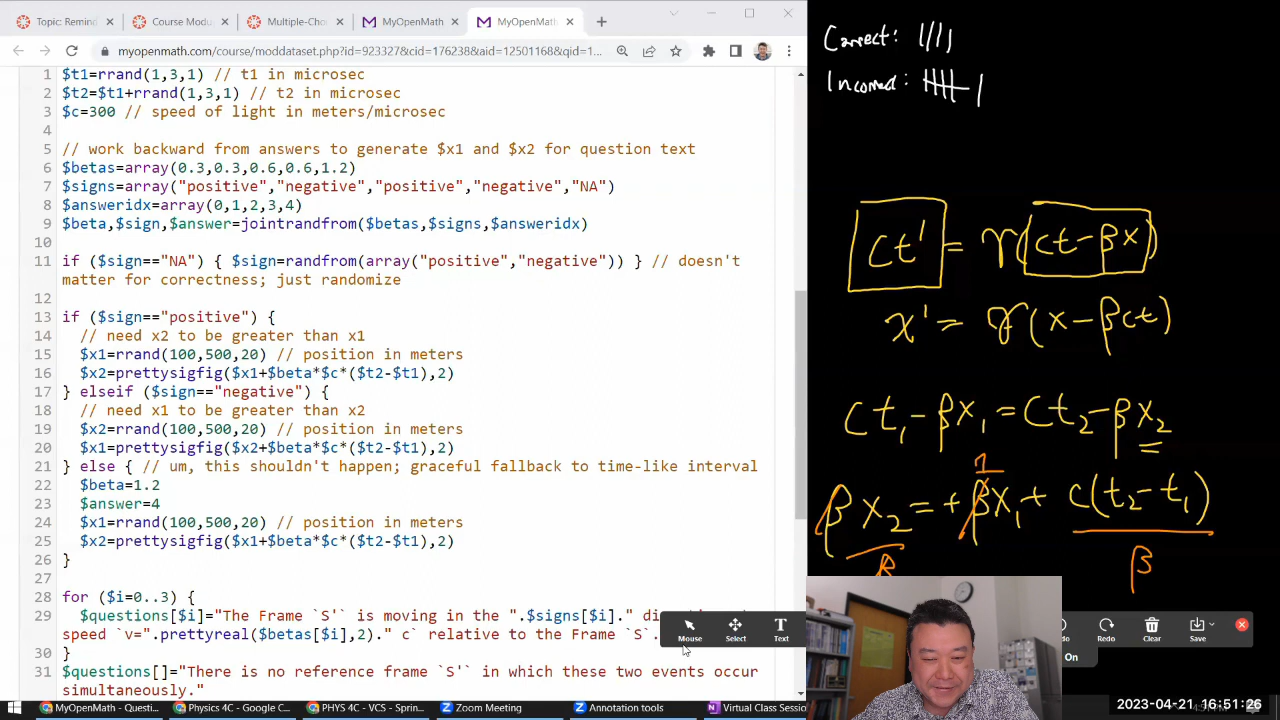 Topic: Remind
Course Modu
Multiple-Cho
MyOpenMath
MyOpenMath
myopenmath.com/course/moddataset.php?id=923327&cid=176238&aid=12501168&qid=1...
1 $t1=rrand(1,3,1) // t1 in microsec
2 $t2=$t1+rrand(1,3,1) // t2 in microsec
3 $c=300 // speed of light in meters/microsec
4
5 // work backward from answers to generate $x1 and $x2 for question text
6 $betas=array(0.3,0.3,0.6,0.6,1.2)
7 $signs=array("positive","negative","positive","negative","NA")
8 $answeridx=array(0,1,2,3,4)
9 $beta,$sign,$answer=jointrandfrom($betas,$signs,$answeridx)
10
11 if ($sign=="NA") { $sign=randfrom(array("positive","negative")) } // doesn't
matter for correctness; just randomize
12
13 if ($sign=="positive") {
14 // need x2 to be greater than x1
15 $x1=rrand(100,500,20) // position in meters
16 $x2=prettysigfig($x1+$beta*$c*($t2-$t1),2)
17 } elseif ($sign=="negative") {
18 // need x1 to be greater than x2
19 $x2=rrand(100,500,20) // position in meters
20 $x1=prettysigfig($x2+$beta*$c*($t2-$t1),2)
21 } else { // um, this shouldn't happen; graceful fallback to time-like interval
22 $beta=1.2
23 $answer=4
24 $x1=rrand(100,500,20) // position in meters
25 $x2=prettysigfig($x1+$beta*$c*($t2-$t1),2)
26 }
27
28 for ($i=0..3) {
29 $questions[$i]="The Frame `S'` is moving in the ".$signs[$i]." di
speed `v=".prettyreal($betas[$i],2)." c` relative to the Frame `S`.
30 }
31 $questions[]="There is no reference frame `S'` in which these two events occur
simultaneously."
Correct: ||||
Incorrect: |||| |
ct' = γ(ct-βx)
x' = γ(x-βct)
ct₁-βx₁=ct₂-βx₂
1
βx₂ = +βx₁+ c(t₂-t₁)
β β
Mouse
Select
Text
Redo
Clear
Save
On
MyOpenMath - Questi...
Physics 4C - Google C...
PHYS 4C - VCS - Sprin...
Zoom Meeting
Annotation tools
Virtual Class Sessio
2023-04-21 16:51:26